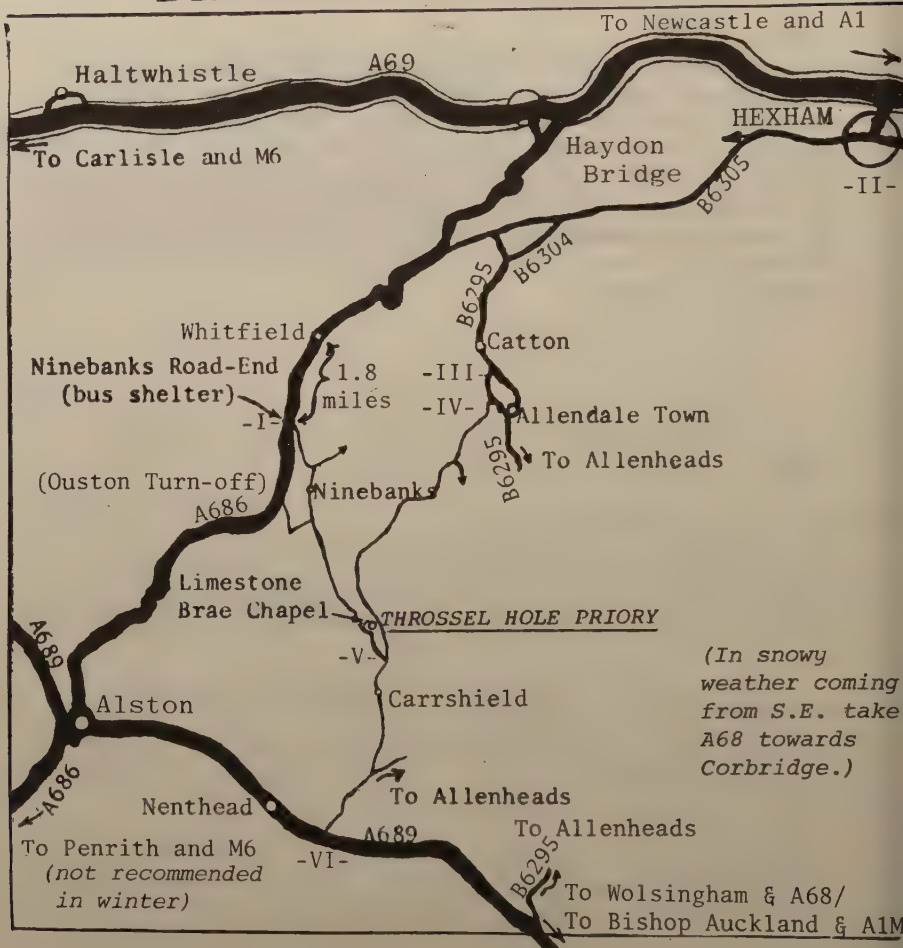 To Newcastle and A1
A69
Haltwhistle
HEXHAM
To Carlisle and M6
Haydon
Bridge
B6305
-II-
B6304
B6295
Whitfield
Catton
Ninebanks Road-End
(bus shelter)
1.8
miles
-III-
-IV-
-I-
Allendale Town
B6295
To Allenheads
(Ouston Turn-off)
Ninebanks
A686
Limestone
Brae Chapel
THROSSEL HOLE PRIORY
A689
-V-
(In snowy
weather coming
from S.E. take
A68 towards
Corbridge.)
Carrshield
Alston
A686
To Allenheads
Nenthead
A689
To Allenheads
To Penrith and M6
(not recommended
in winter)
-VI-
B6295
To Wolsingham & A68/
To Bishop Auckland & A1M